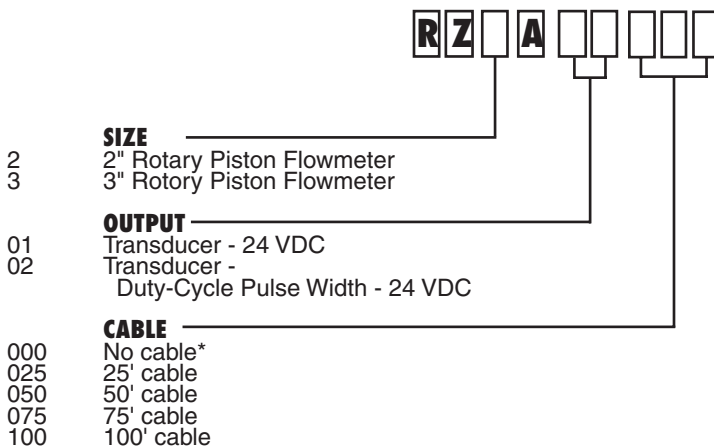 R Z A
SIZE
2 2" Rotary Piston Flowmeter
3 3" Rotory Piston Flowmeter
OUTPUT
01 Transducer - 24 VDC
02 Transducer -
Duty-Cycle Pulse Width - 24 VDC
CABLE
000 No cable*
025 25' cable
050 50' cable
075 75' cable
100 100' cable